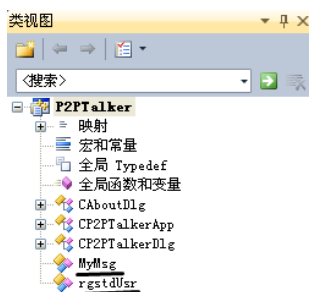 类视图
<搜索>
P2PTalker
映射
宏和常量
全局 Typedef
全局函数和变量
CAboutDlg
CP2PTalkerApp
CP2PTalkerDlg
MyMsg
rgstdUsr